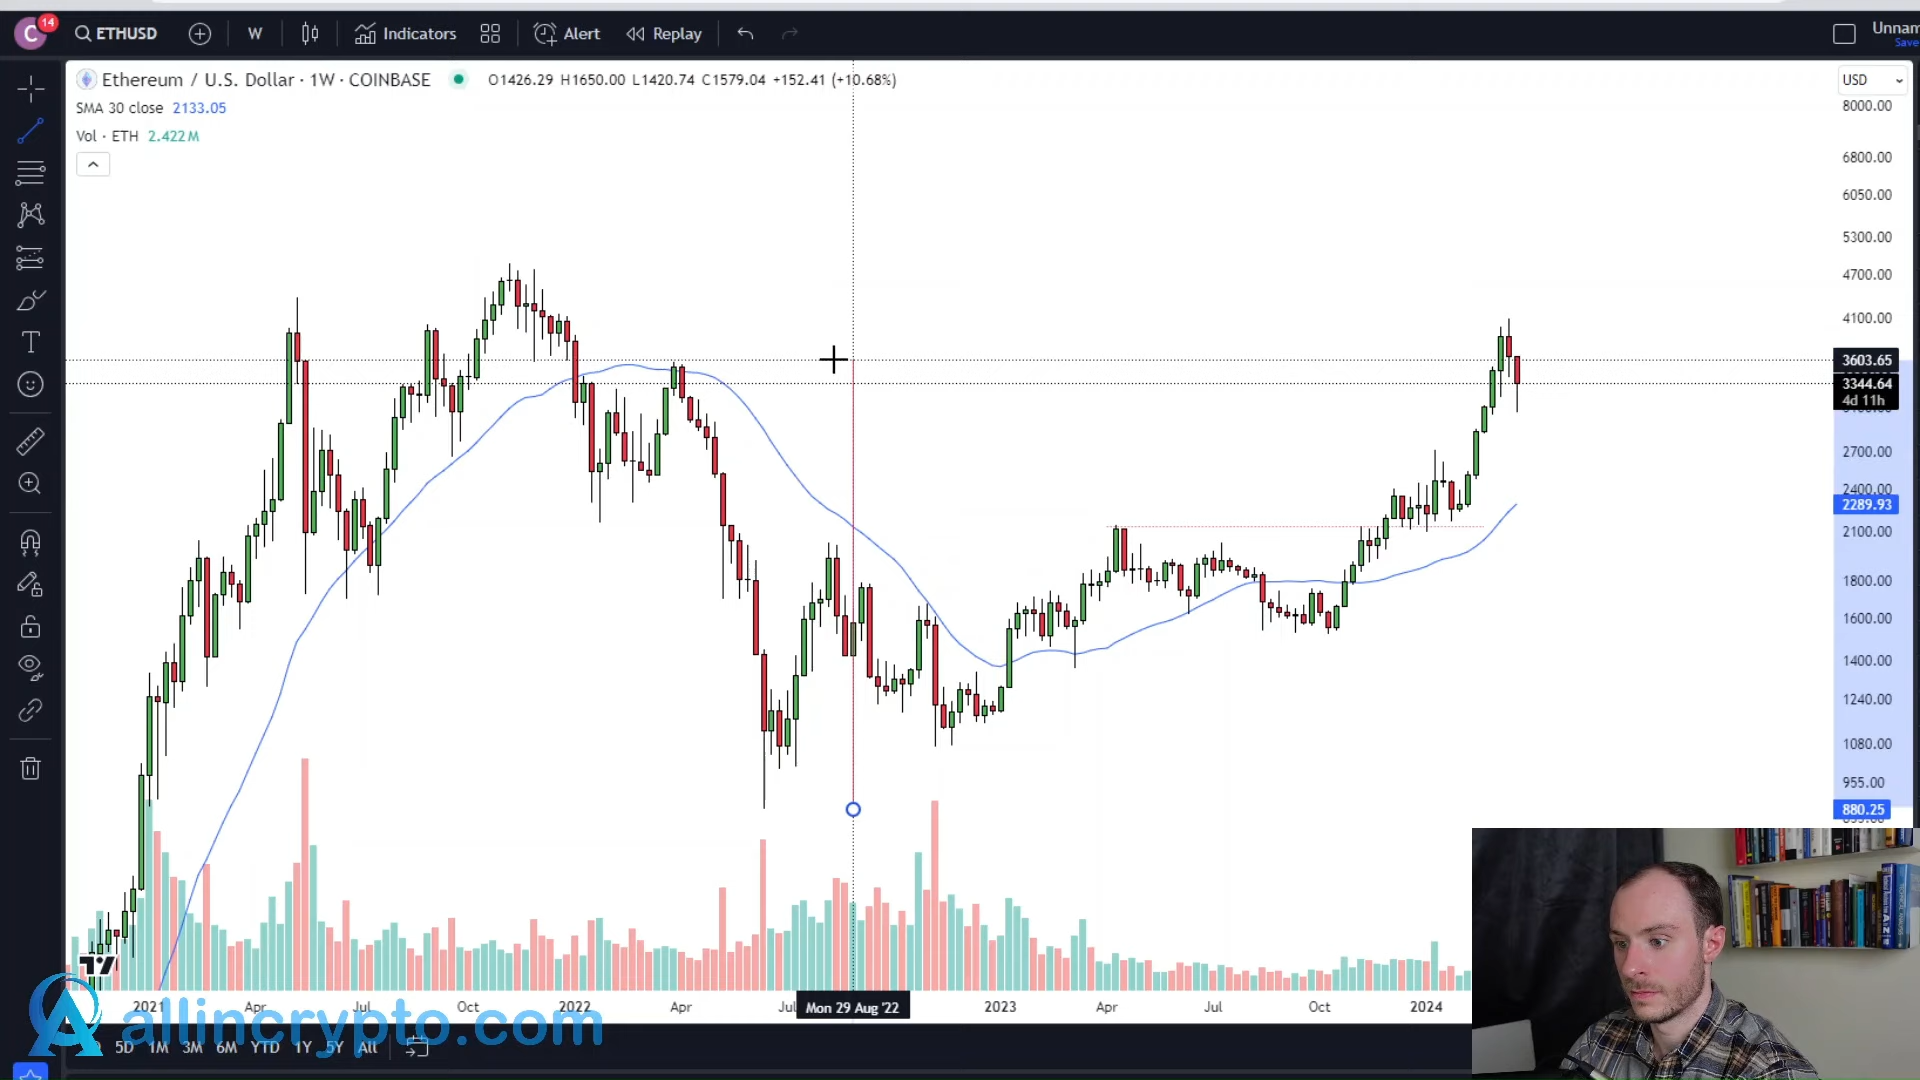 C 14 ETHUSD W Indicators Alert Replay Unnam
Save
Ethereum / U.S. Dollar · 1W · COINBASE O1426.29 H1650.00 L1420.74 C1579.04 +152.41 (+10.68%) USD
SMA 30 close 2133.05
Vol · ETH 2.422M
8000.00
6800.00
6050.00
5300.00
4700.00
4100.00
3603.65
3344.64
4d 11h
2700.00
2400.00
2289.93
2100.00
1800.00
1600.00
1400.00
1240.00
1080.00
955.00
880.25
2021 Apr Jul Oct 2022 Apr Jul Mon 29 Aug '22 2023 Apr Jul Oct 2024
allincrypto.com
5D 1M 3M 6M YTD 1Y 5Y All